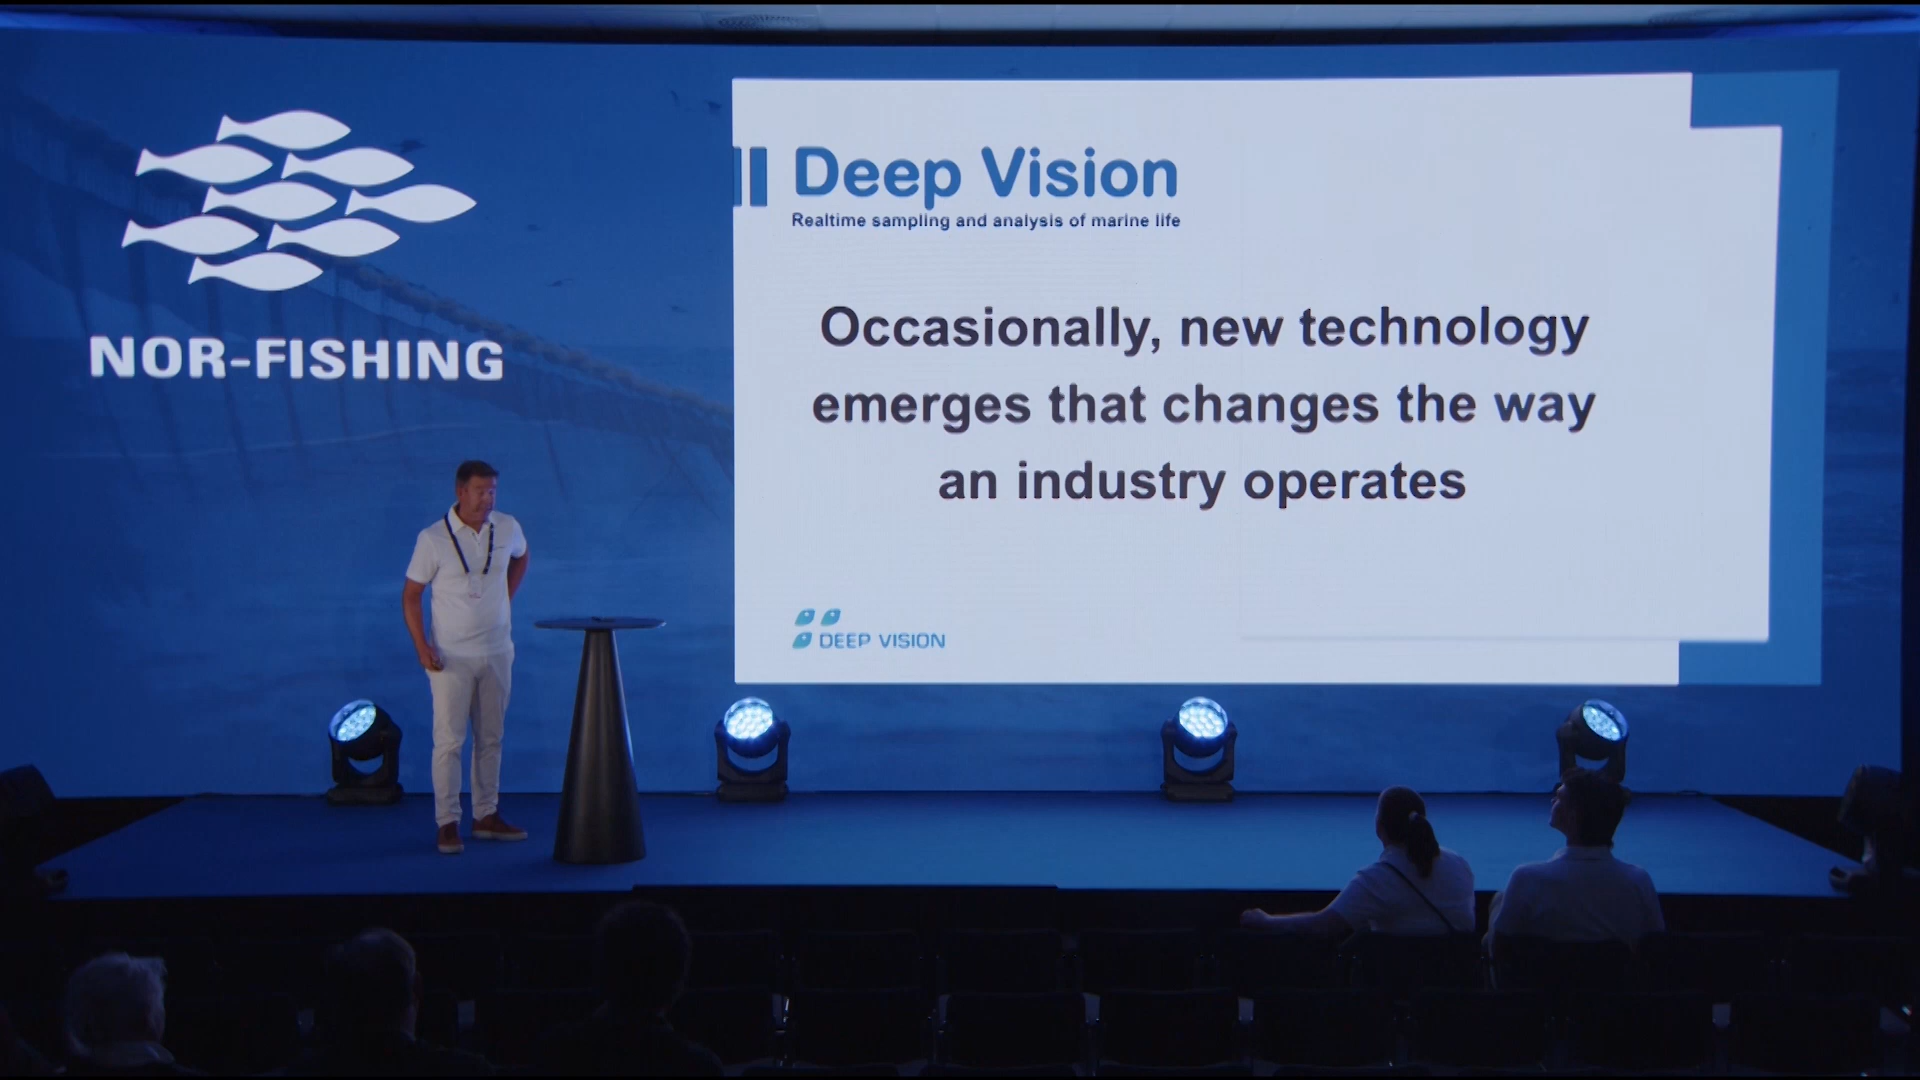 NOR-FISHING
Deep Vision
Realtime sampling and analysis of marine life
Occasionally, new technology
emerges that changes the way
an industry operates
DEEP VISION